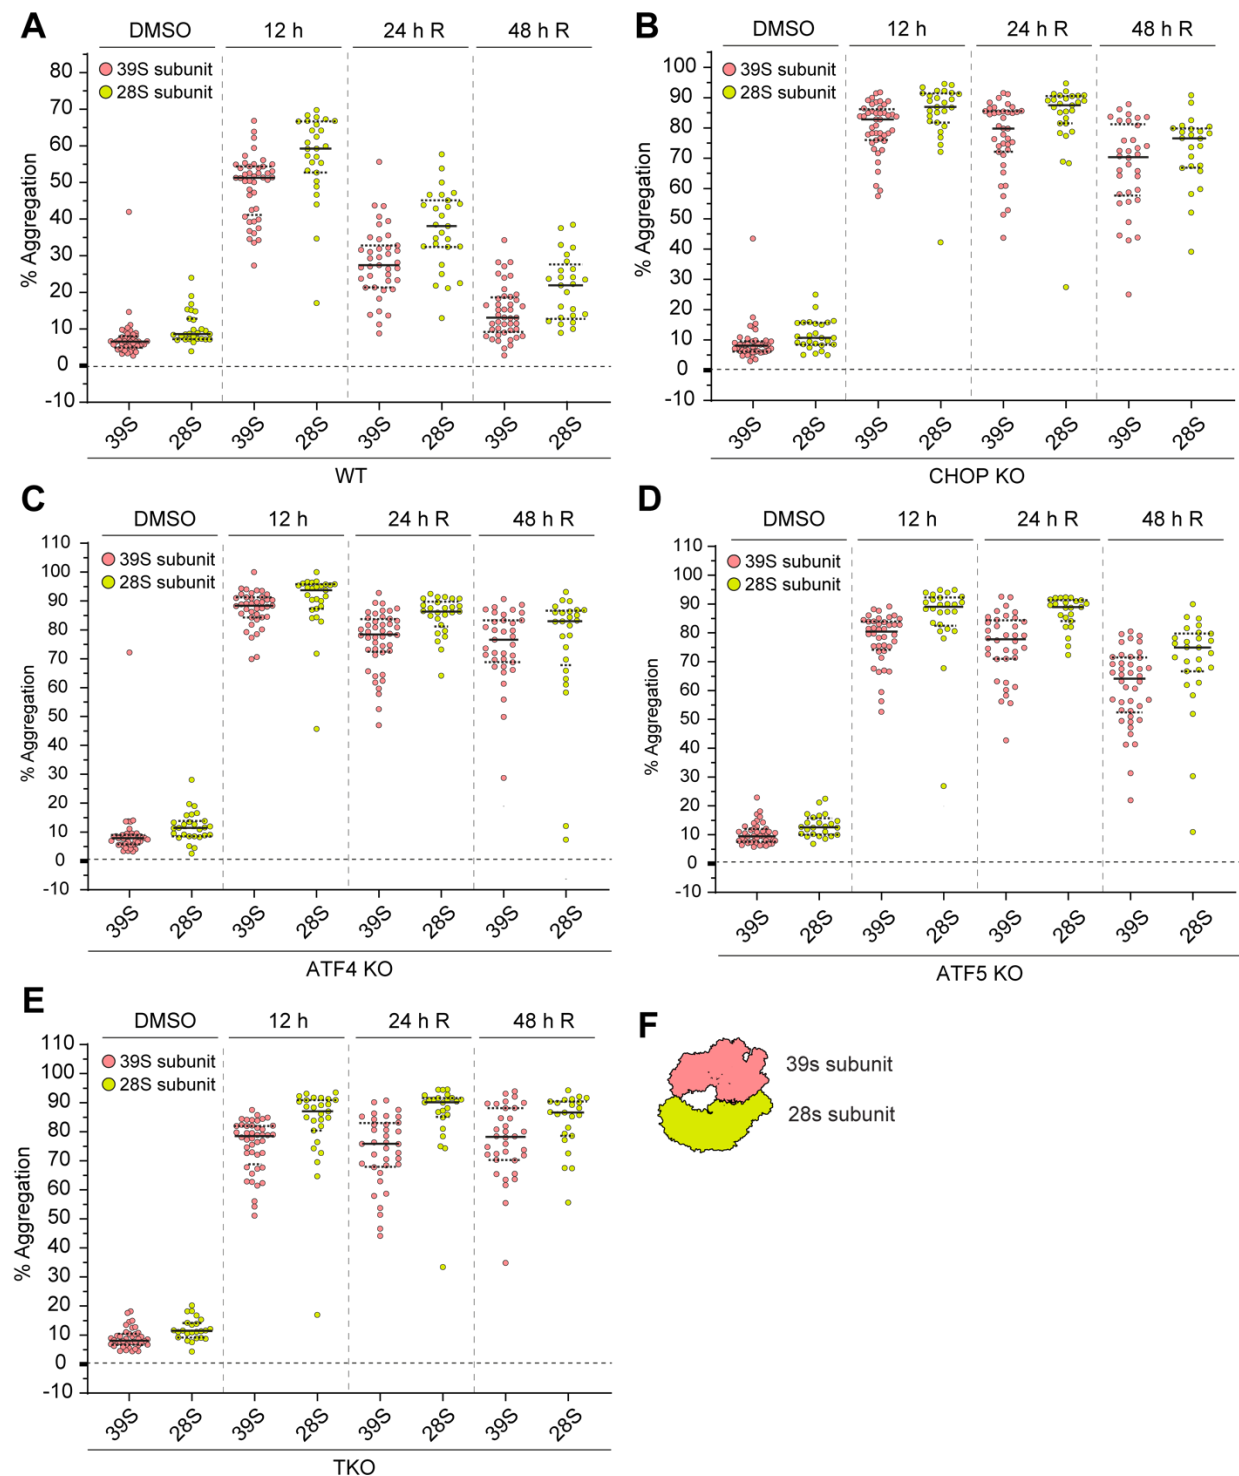 A
DMSO 12 h 24 h R 48 h R
39S subunit
28S subunit
% Aggregation
80
70
60
50
40
30
20
10
0
-10
39S 28S 39S 28S 39S 28S 39S 28S
WT
B
DMSO 12 h 24 h R 48 h R
39S subunit
28S subunit
% Aggregation
100
90
80
70
60
50
40
30
20
10
0
-10
39S 28S 39S 28S 39S 28S 39S 28S
CHOP KO
C
DMSO 12 h 24 h R 48 h R
39S subunit
28S subunit
% Aggregation
110
100
90
80
70
60
50
40
30
20
10
0
-10
39S 28S 39S 28S 39S 28S 39S 28S
ATF4 KO
D
DMSO 12 h 24 h R 48 h R
39S subunit
28S subunit
% Aggregation
110
100
90
80
70
60
50
40
30
20
10
0
-10
39S 28S 39S 28S 39S 28S 39S 28S
ATF5 KO
E
DMSO 12 h 24 h R 48 h R
39S subunit
28S subunit
% Aggregation
110
100
90
80
70
60
50
40
30
20
10
0
-10
39S 28S 39S 28S 39S 28S 39S 28S
TKO
F
39s subunit
28s subunit